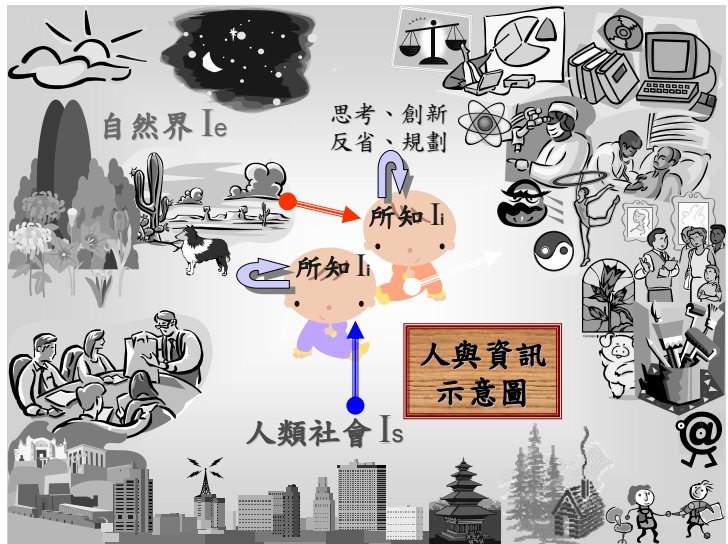 自然界 Ie
思考、創新
反省、規劃
所知 Ii
所知 Ii
人與資訊
示意圖
人類社會 Is
@